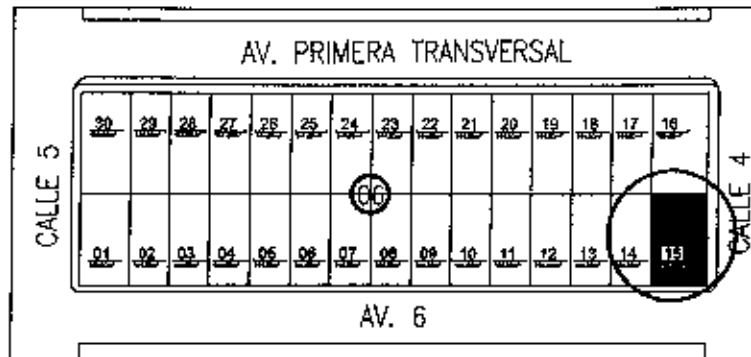 AV. PRIMERA TRANSVERSAL
30 29 28 27 26 25 24 23 22 21 20 19 18 17 16
CALLE 5
06
CALLE 4
01 02 03 04 05 06 07 08 09 10 11 12 13 14 15
AV. 6